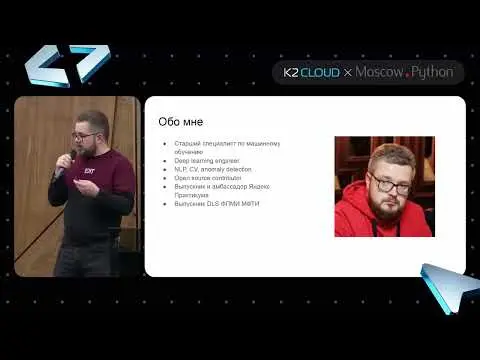 K2 CLOUD × Moscow.Python
Обо мне
Старший специалист по машинному
обучению
Deep learning engineer
NLP, CV, anomaly detection
Open source contributor
Выпускник и амбассадор Яндекс
Практикума
Выпускник DLS ФПМИ МФТИ
EXIT